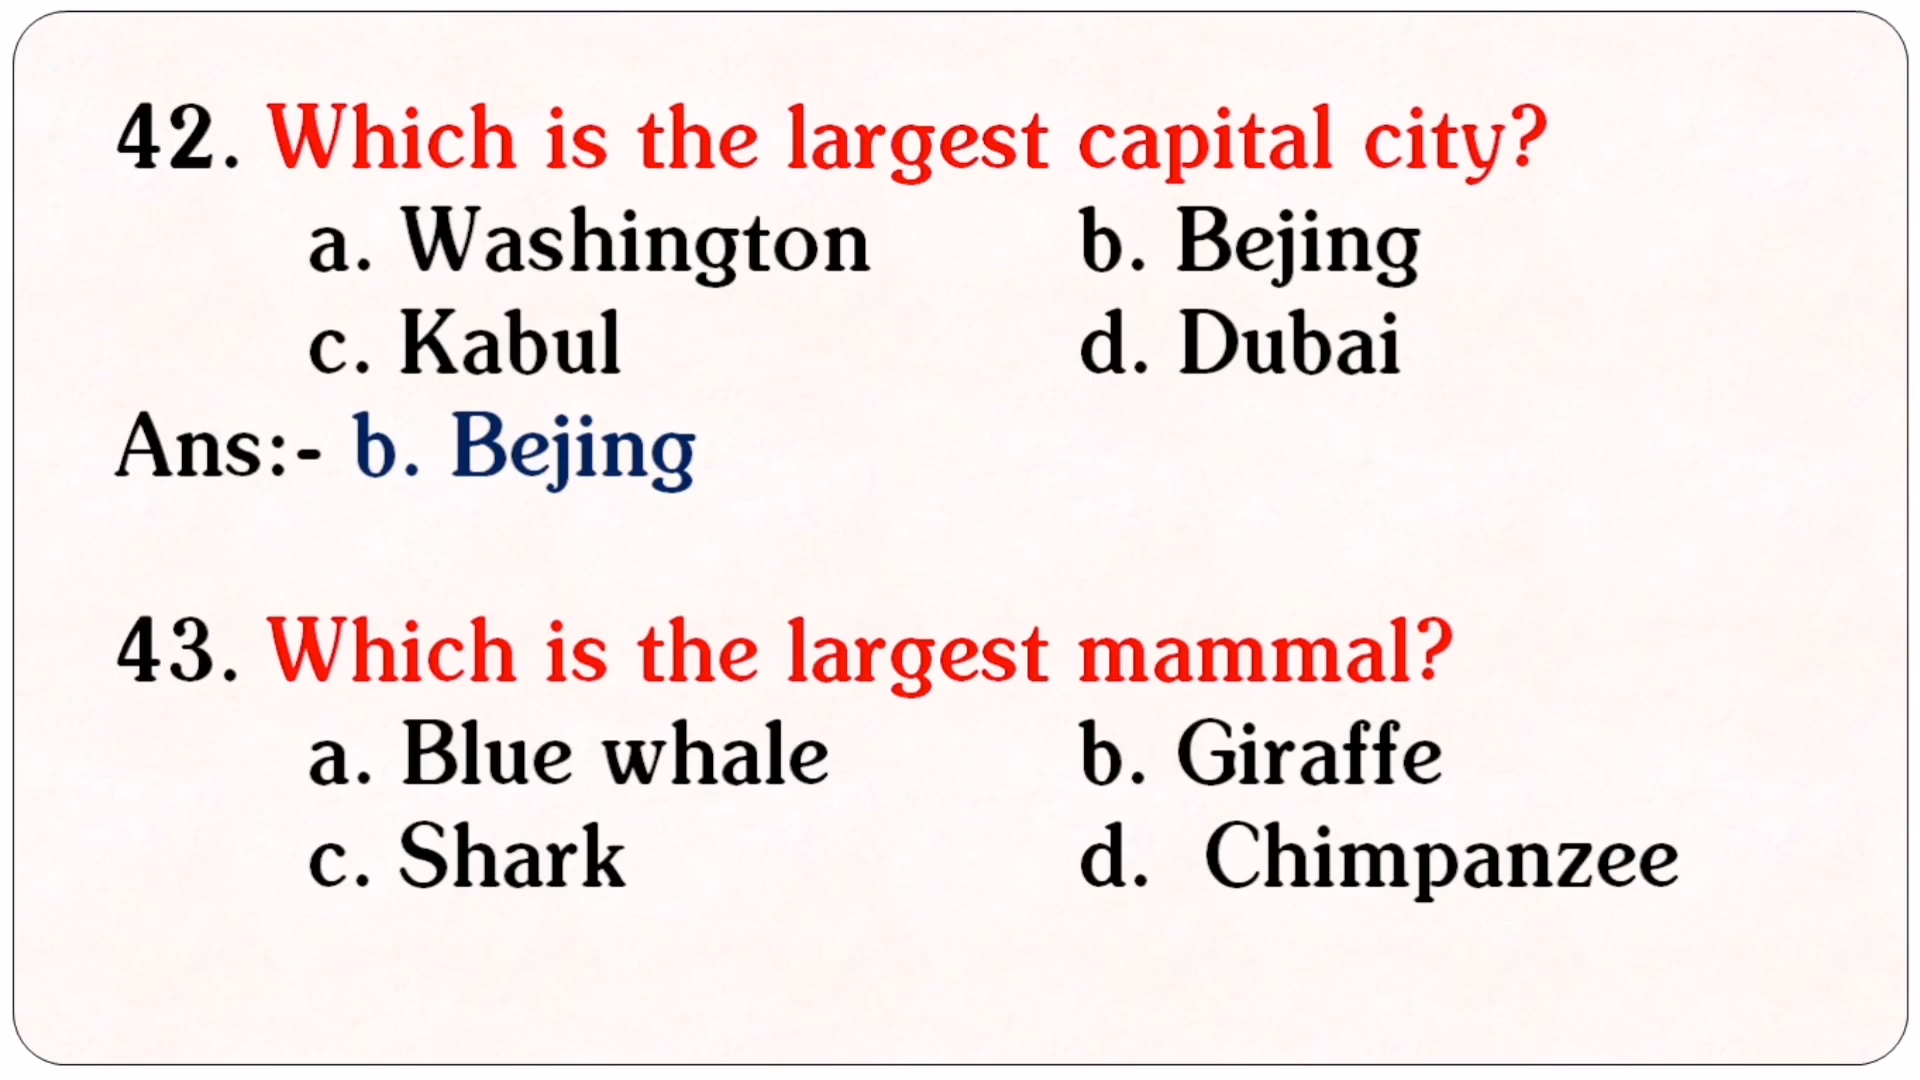 42. Which is the largest capital city?
a. Washington b. Bejing
c. Kabul d. Dubai
Ans:- b. Bejing
43. Which is the largest mammal?
a. Blue whale b. Giraffe
c. Shark d. Chimpanzee